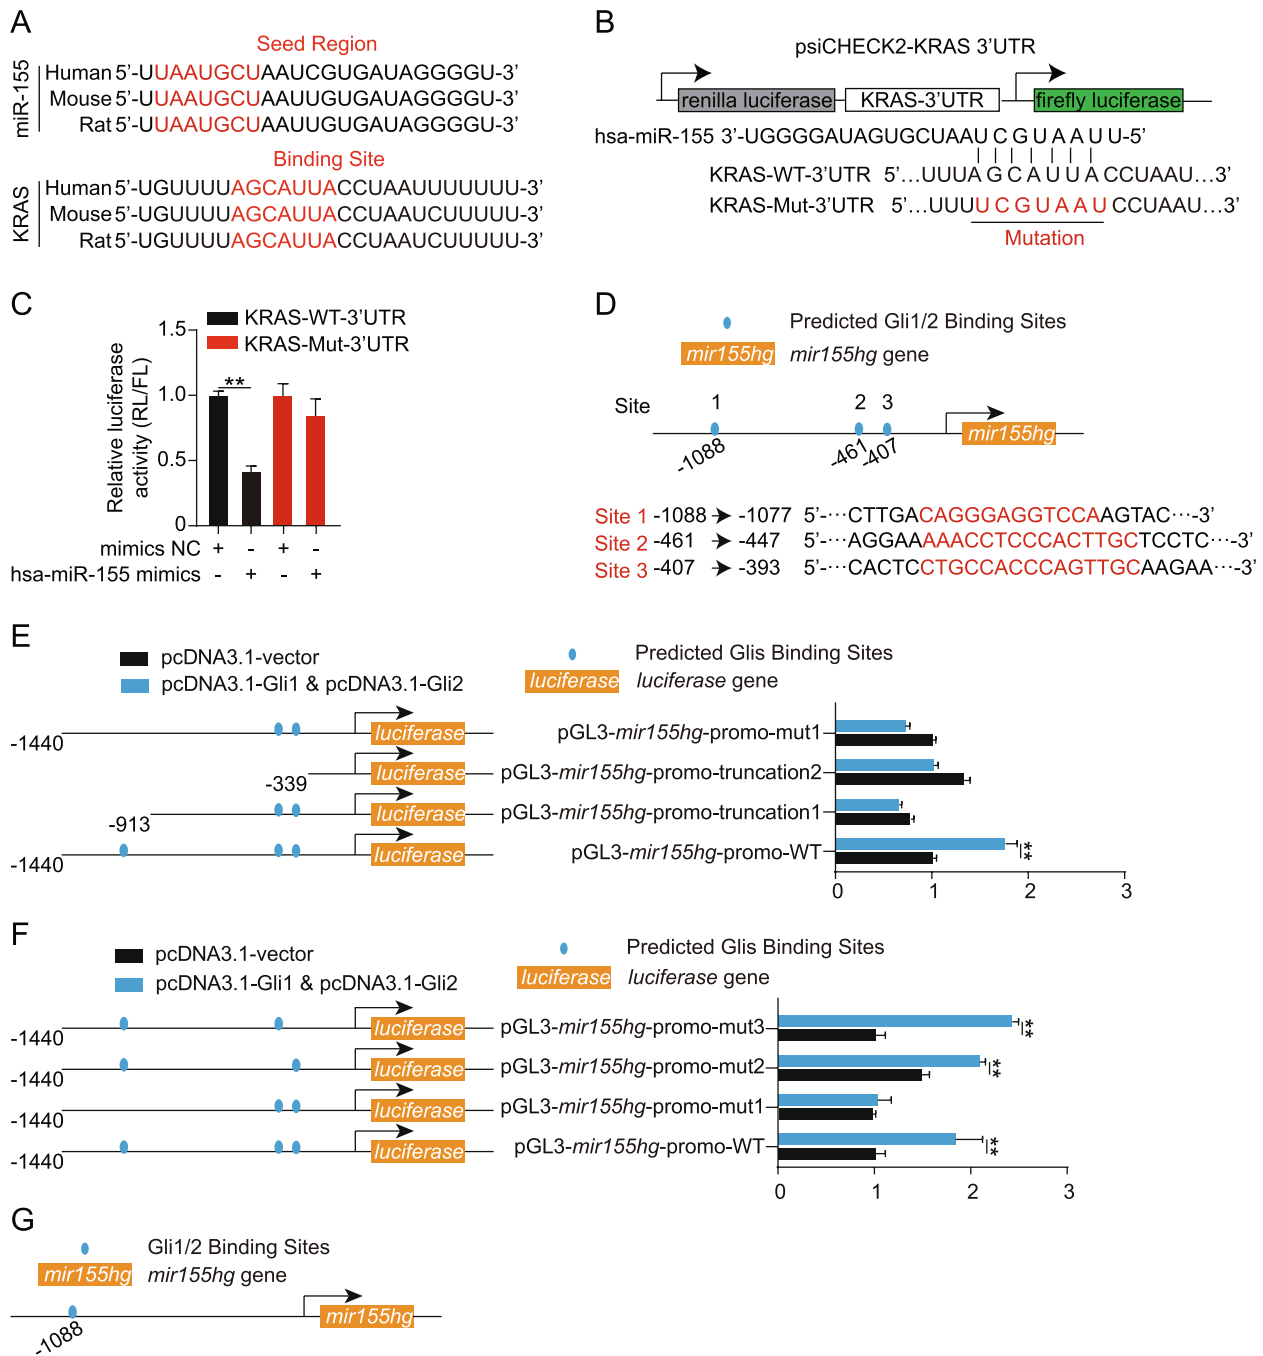 A
Seed Region
miR-155
Human 5'-UUAAUGCUAAUCGUGAUAGGGGU-3'
Mouse 5'-UUAAUGCUAAUUGUGAUAGGGGU-3'
Rat 5'-UUAAUGCUAAUUGUGAUAGGGGU-3'
Binding Site
KRAS
Human 5'-UGUUUUAGCAUUACCUAAUUUUUUU-3'
Mouse 5'-UGUUUUAGCAUUACCUAAUCUUUUU-3'
Rat 5'-UGUUUUAGCAUUACCUAAUCUUUUU-3'
B
psiCHECK2-KRAS 3'UTR
renilla luciferase KRAS-3'UTR firefly luciferase
hsa-miR-155 3'-UGGGGAUAGUGCUAAUCGUAAUU-5'
KRAS-WT-3'UTR 5'...UUUAGCAUUACCUAAU...3'
KRAS-Mut-3'UTR 5'...UUUUCGUAAUCCUAAU...3'
Mutation
C
KRAS-WT-3'UTR
KRAS-Mut-3'UTR
Relative luciferase
activity (RL/FL)
1.5
1.0
0.5
0
**
mimics NC + - + -
hsa-miR-155 mimics - + - +
D
Predicted Gli1/2 Binding Sites
mir155hg mir155hg gene
Site 1 2 3
-1088 -461 -407
mir155hg
Site 1 -1088 → -1077 5'-···CTTGACAGGGAGGTCCAAGTAC···-3'
Site 2 -461 → -447 5'-···AGGAAAAACCTCCCACTTGCTCCTC···-3'
Site 3 -407 → -393 5'-···CACTCCTGCCACCCAGTTGCAAGAA···-3'
E
pcDNA3.1-vector
pcDNA3.1-Gli1 & pcDNA3.1-Gli2
Predicted Glis Binding Sites
luciferase luciferase gene
-1440 luciferase pGL3-mir155hg-promo-mut1
-339 luciferase pGL3-mir155hg-promo-truncation2
-913 luciferase pGL3-mir155hg-promo-truncation1
-1440 luciferase pGL3-mir155hg-promo-WT **
0 1 2 3
F
pcDNA3.1-vector
pcDNA3.1-Gli1 & pcDNA3.1-Gli2
Predicted Glis Binding Sites
luciferase luciferase gene
-1440 luciferase pGL3-mir155hg-promo-mut3 **
-1440 luciferase pGL3-mir155hg-promo-mut2 **
-1440 luciferase pGL3-mir155hg-promo-mut1
-1440 luciferase pGL3-mir155hg-promo-WT **
0 1 2 3
G
Gli1/2 Binding Sites
mir155hg mir155hg gene
-1088 mir155hg